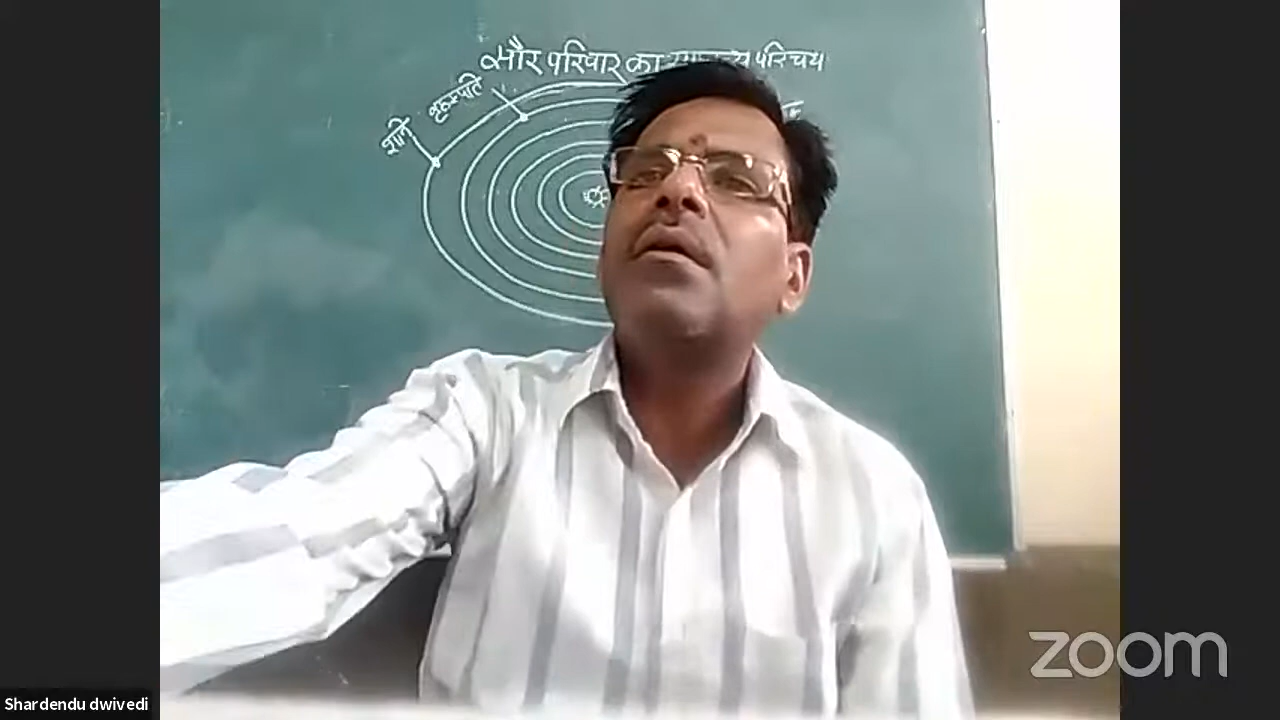 सौर परिवार का सामान्य परिचय
बृहस्पति
शनि
zoom
Shardendu dwivedi